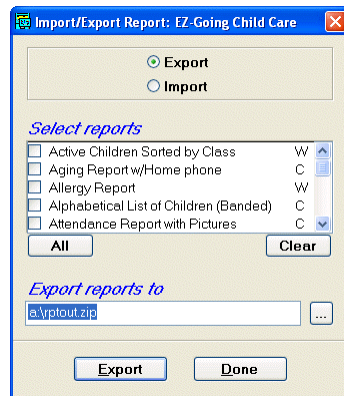 Import/Export Report: EZ-Going Child Care
Export
Import
Select reports
Active Children Sorted by Class W
Aging Report w/Home phone C
Allergy Report W
Alphabetical List of Children (Banded) C
Attendance Report with Pictures C
All Clear
Export reports to
a:\rptout.zip ...
Export Done